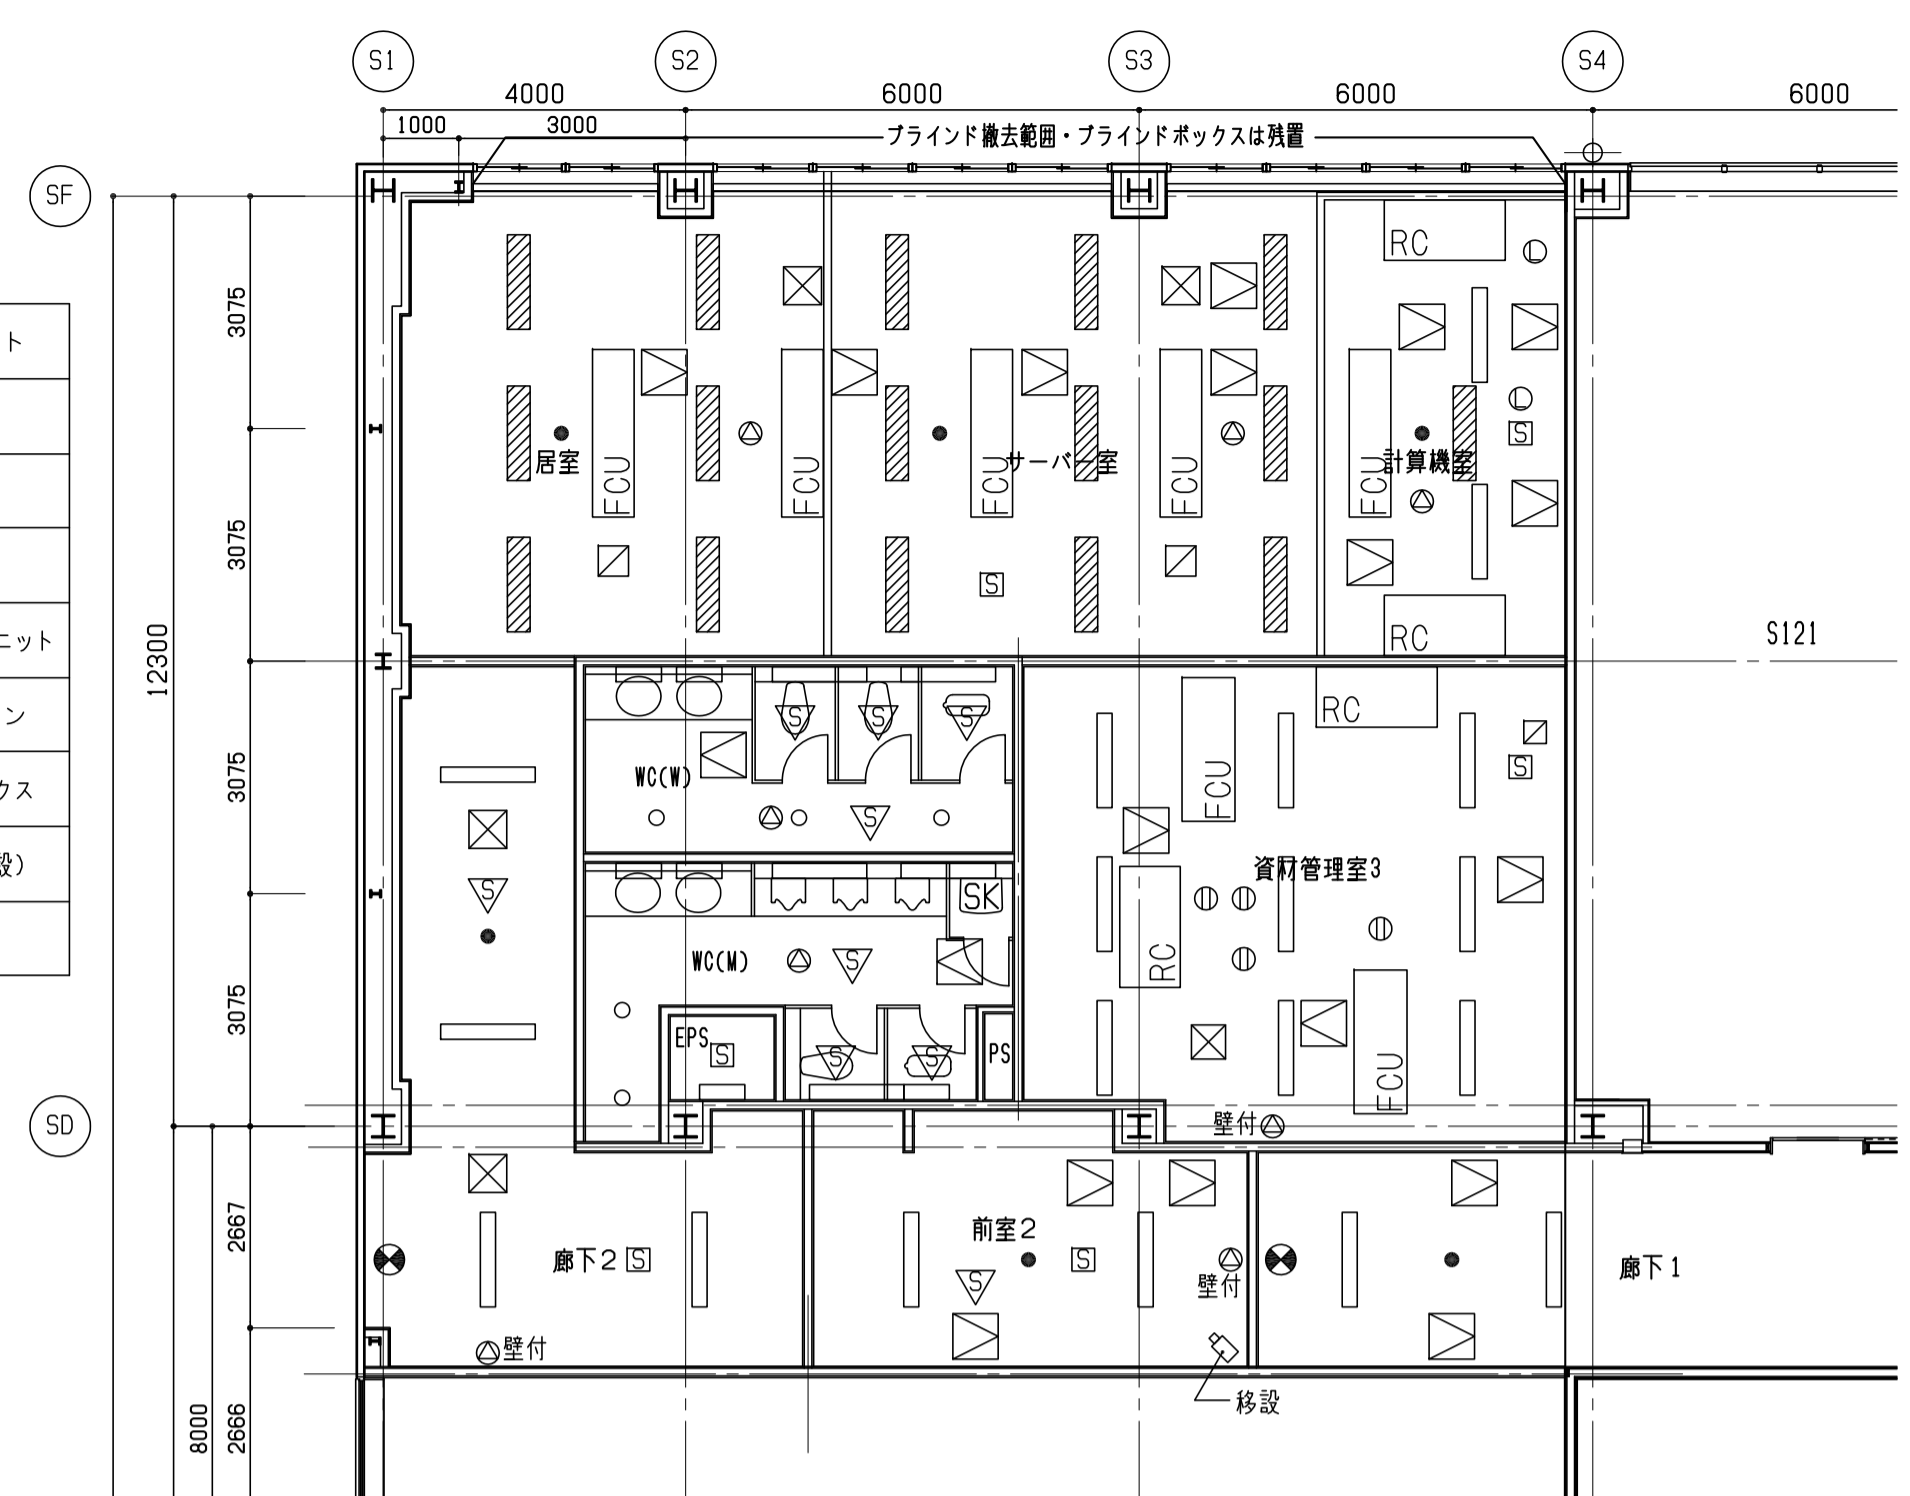 S1
S2
S3
S4
4000
6000
6000
6000
1000
3000
ブラインド撤去範囲・ブラインドボックスは残置
SF
3075
RC
L
ト
L
S
FCU
FCU
FCU
FCU
FCU
居室
サーバー室
計算機室
3075
S
12300
ニット
RC
S121
ン
S
S
S
RC
WC(W)
FCU
S
3075
S
クス
設)
資材管理室3
S
SK
WC(M)
S
RC
3075
EPS
S
S
S
PS
FCU
SD
壁付
2667
前室2
廊下2
S
S
廊下1
S
壁付
壁付
8000
2666
移設